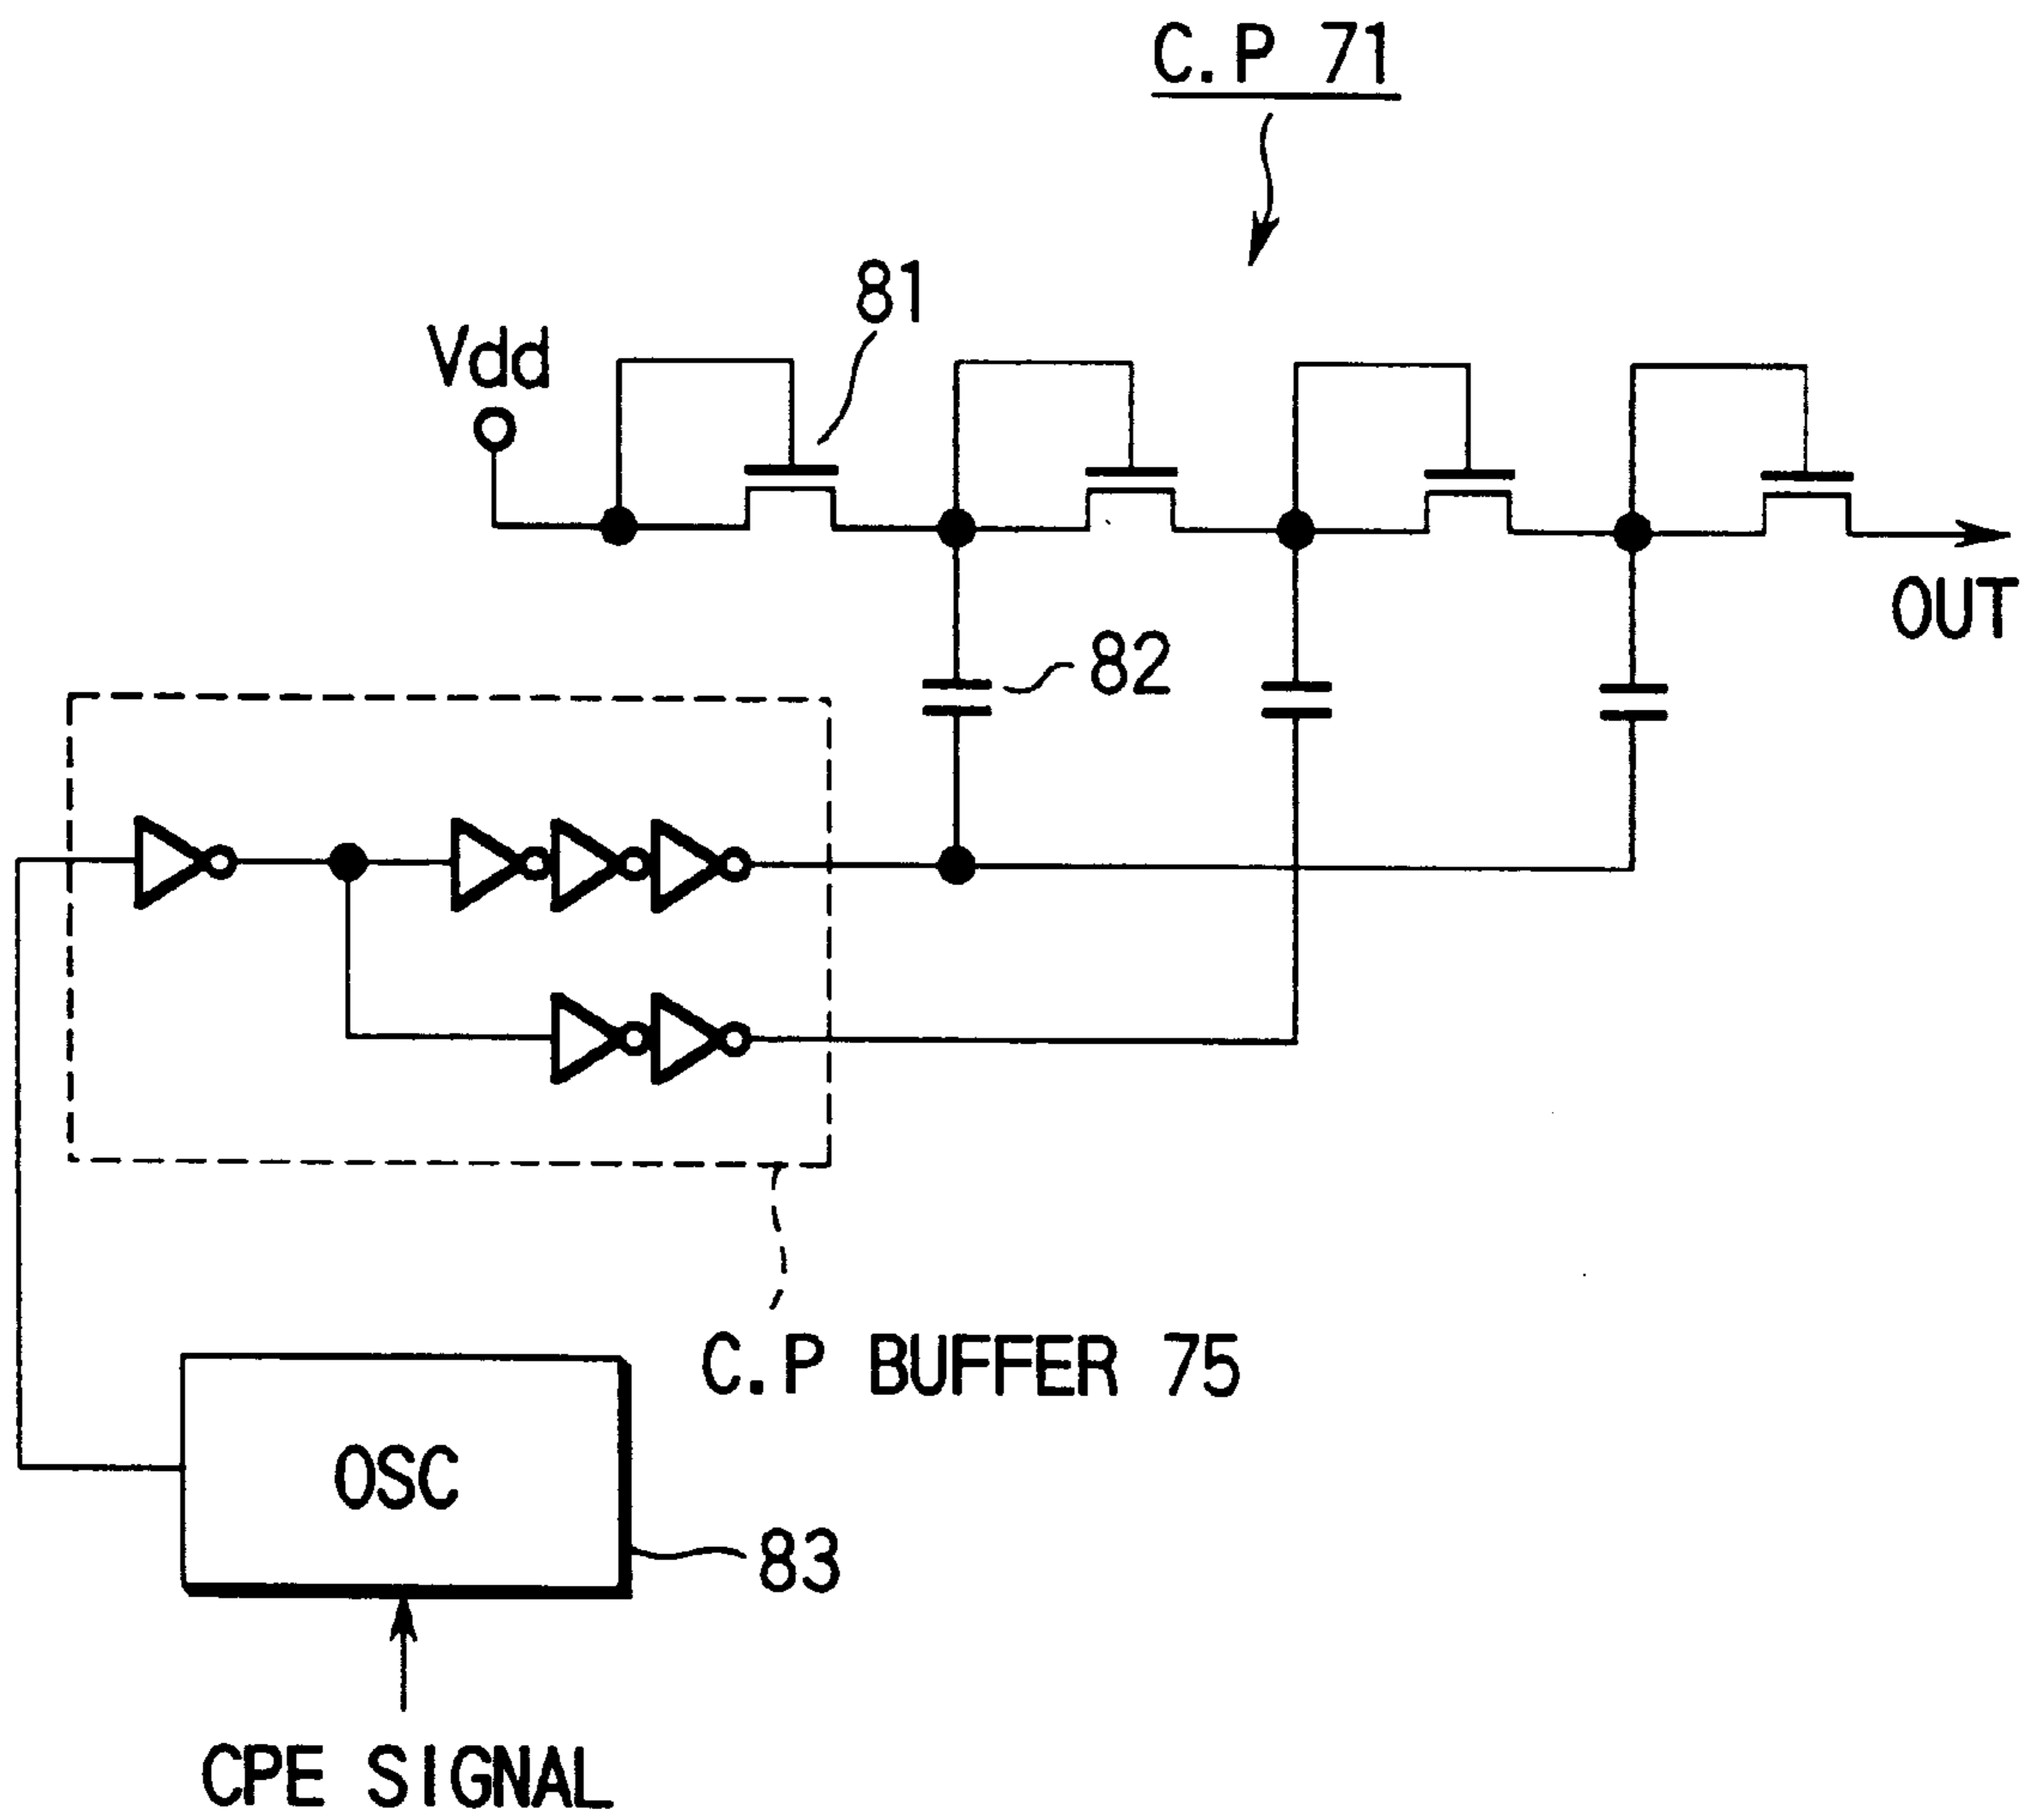 C.P 71
81
Vdd
OUT
82
C.P BUFFER 75
OSC
83
CPE SIGNAL